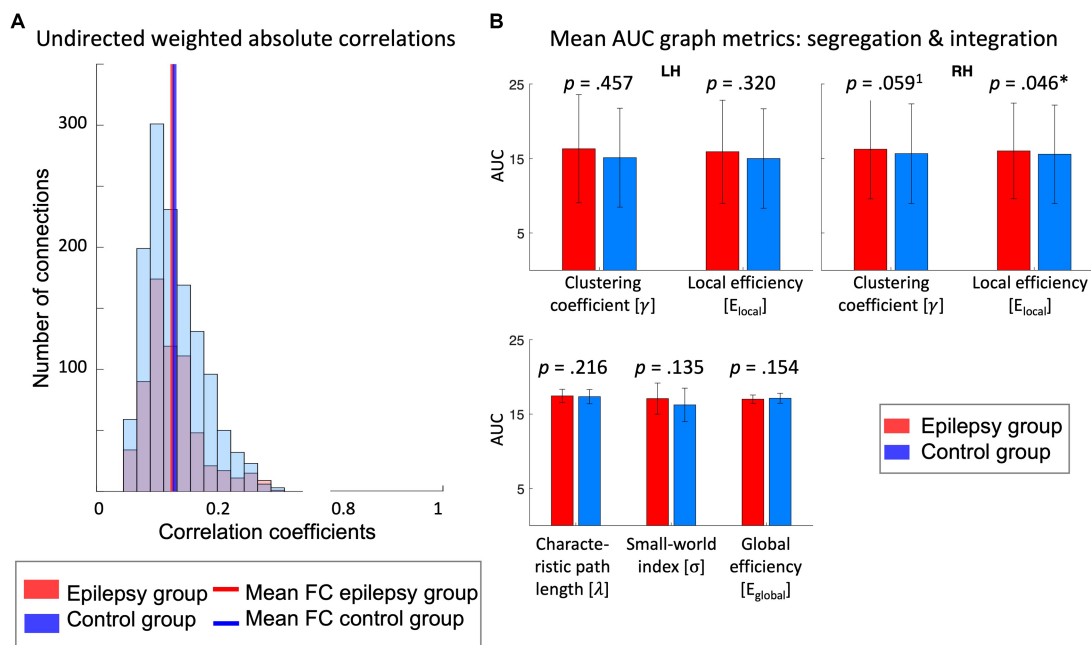 A
Undirected weighted absolute correlations
Number of connections
300
200
100
0
0.2
0.8
1
Correlation coefficients
Epilepsy group
Control group
Mean FC epilepsy group
Mean FC control group
B
Mean AUC graph metrics: segregation & integration
LH
RH
AUC
25
15
5
p = .457
p = .320
p = .059¹
p = .046*
Clustering
coefficient [γ]
Local efficiency
[Elocal]
Clustering
coefficient [γ]
Local efficiency
[Elocal]
AUC
25
15
5
p = .216
p = .135
p = .154
Characte-
ristic path
length [λ]
Small-world
index [σ]
Global
efficiency
[Eglobal]
Epilepsy group
Control group